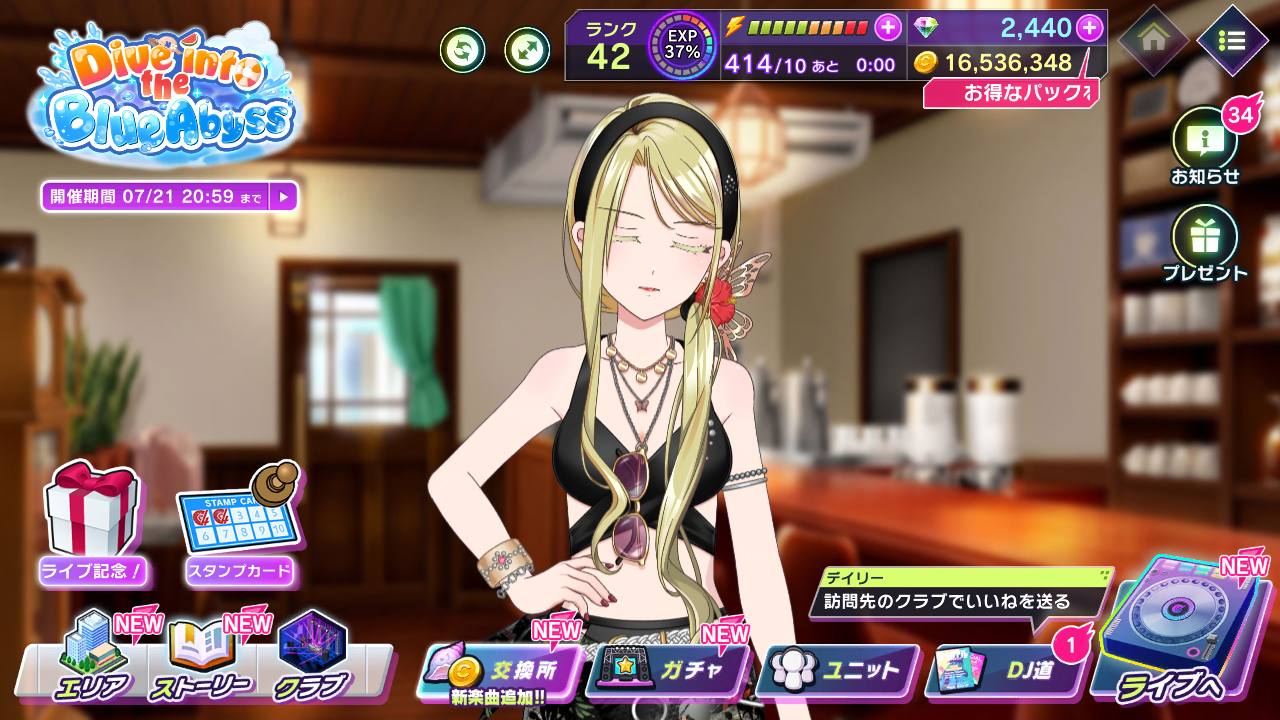 Dive into
the
Blue Abyss
開催期間 07/21 20:59 まで
ランク
42
EXP
37%
414/10 あと 0:00
2,440
16,536,348
お得なパック
34
お知らせ
プレゼント
STAMP CAR
3 4 5
6 7 8 9 10
ライブ記念！
スタンプカード
デイリー
訪問先のクラブでいいねを送る
NEW
エリア
NEW
ストーリー
クラブ
NEW
交換所
新楽曲追加!!
NEW
ガチャ
ユニット
1
DJ道
NEW
ライブへ